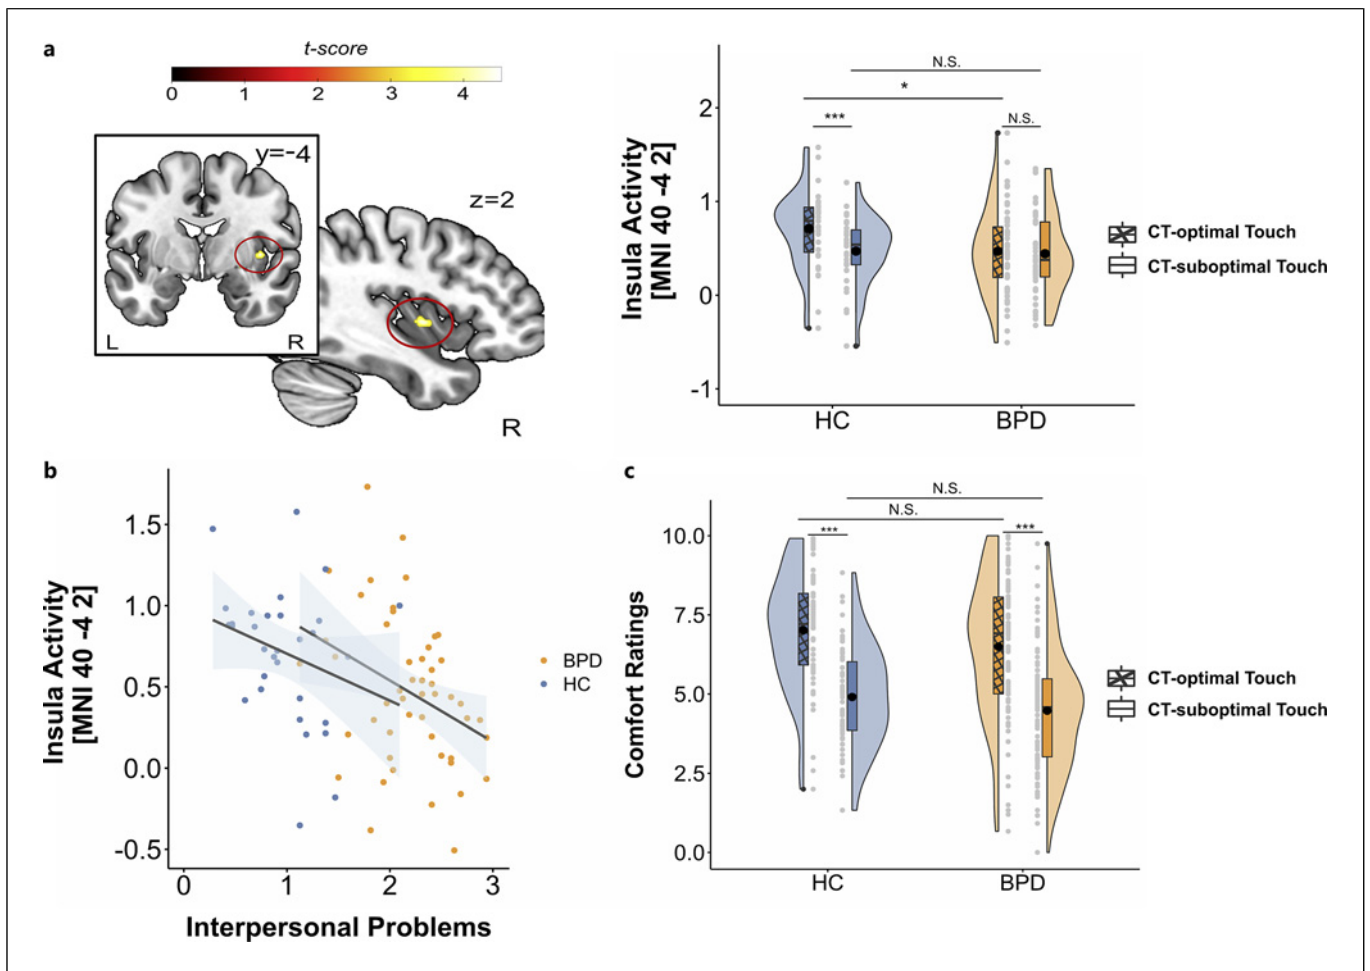 a
t-score
0 1 2 3 4
y=-4
L R
z=2
R
Insula Activity
[MNI 40 -4 2]
2
1
0
-1
N.S.
*
***
N.S.
HC BPD
CT-optimal Touch
CT-suboptimal Touch
b
Insula Activity
[MNI 40 -4 2]
1.5
1.0
0.5
0.0
-0.5
0 1 2 3
Interpersonal Problems
BPD
HC
c
Comfort Ratings
10.0
7.5
5.0
2.5
0.0
N.S.
N.S.
***
***
HC BPD
CT-optimal Touch
CT-suboptimal Touch